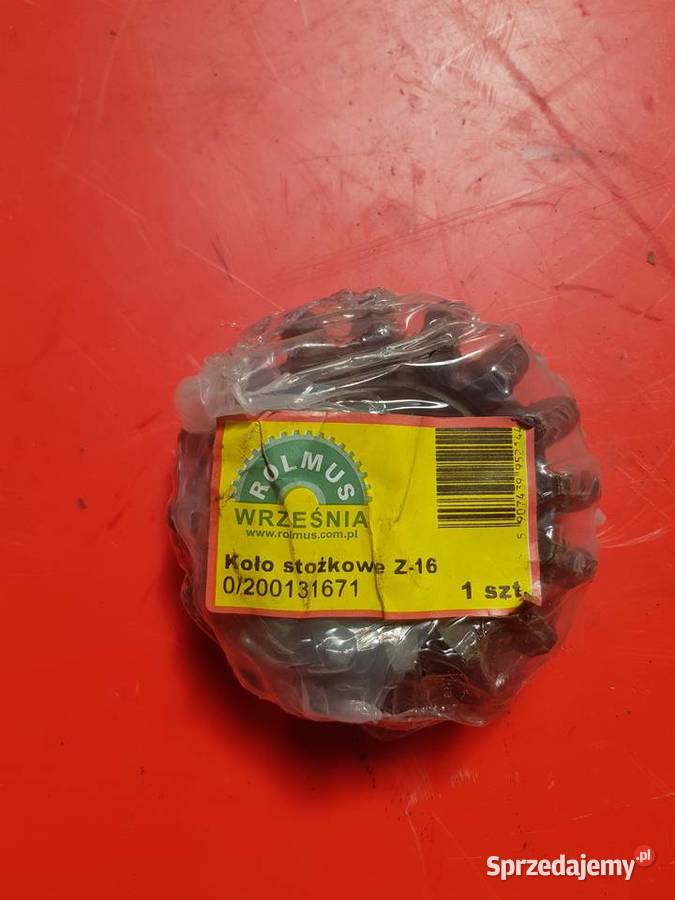 ROLMUS
WRZEŚNIA
www.rolmus.com.pl
Koło stożkowe Z-16
0/200131671
1 szt.
Sprzedajemy.pl